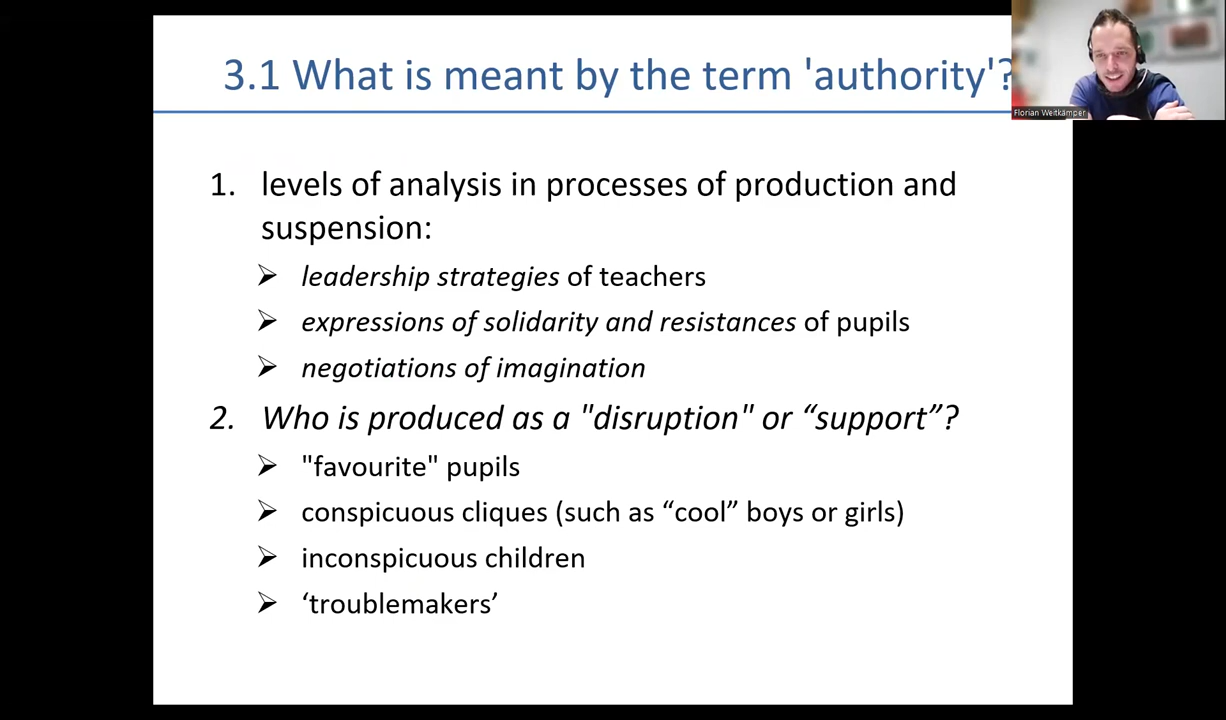 3.1 What is meant by the term 'authority'?
Florian Weitkämper
1. levels of analysis in processes of production and
suspension:
➢ leadership strategies of teachers
➢ expressions of solidarity and resistances of pupils
➢ negotiations of imagination
2. Who is produced as a "disruption" or “support”?
➢ "favourite" pupils
➢ conspicuous cliques (such as “cool” boys or girls)
➢ inconspicuous children
➢ ‘troublemakers’